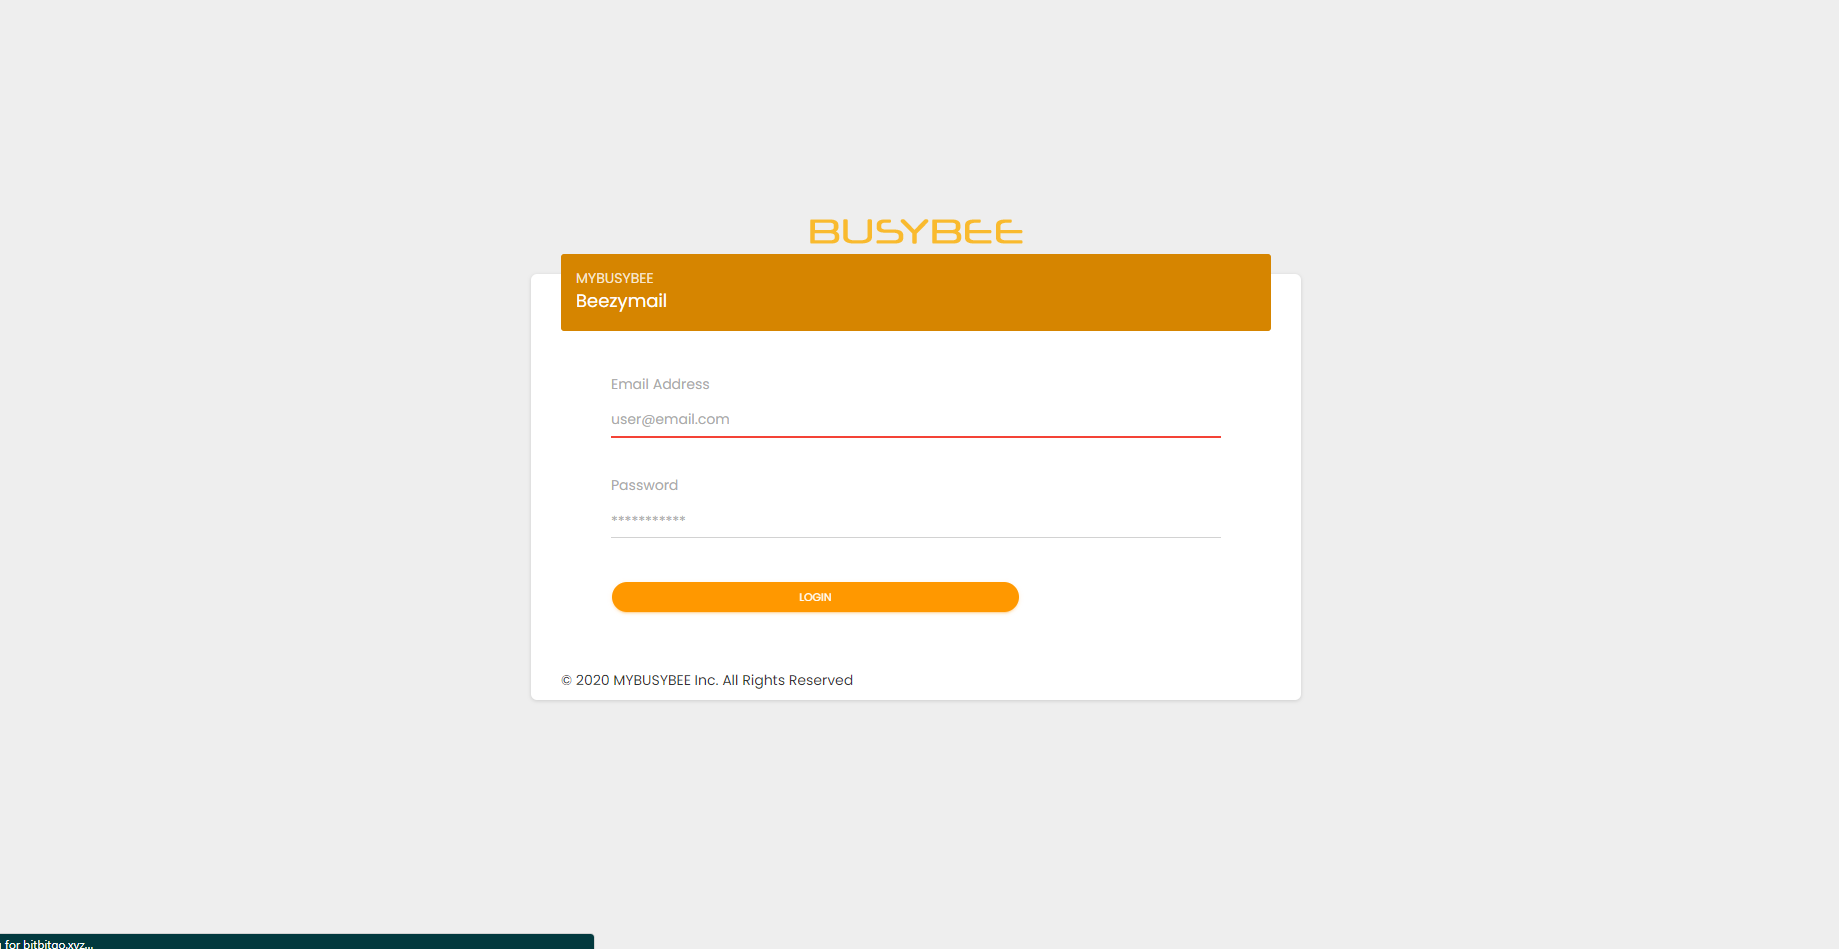 BUSYBEE
MYBUSYBEE
Beezymail
Email Address
user@email.com
Password
***********
LOGIN
© 2020 MYBUSYBEE Inc. All Rights Reserved
for bitbitgo.xyz...